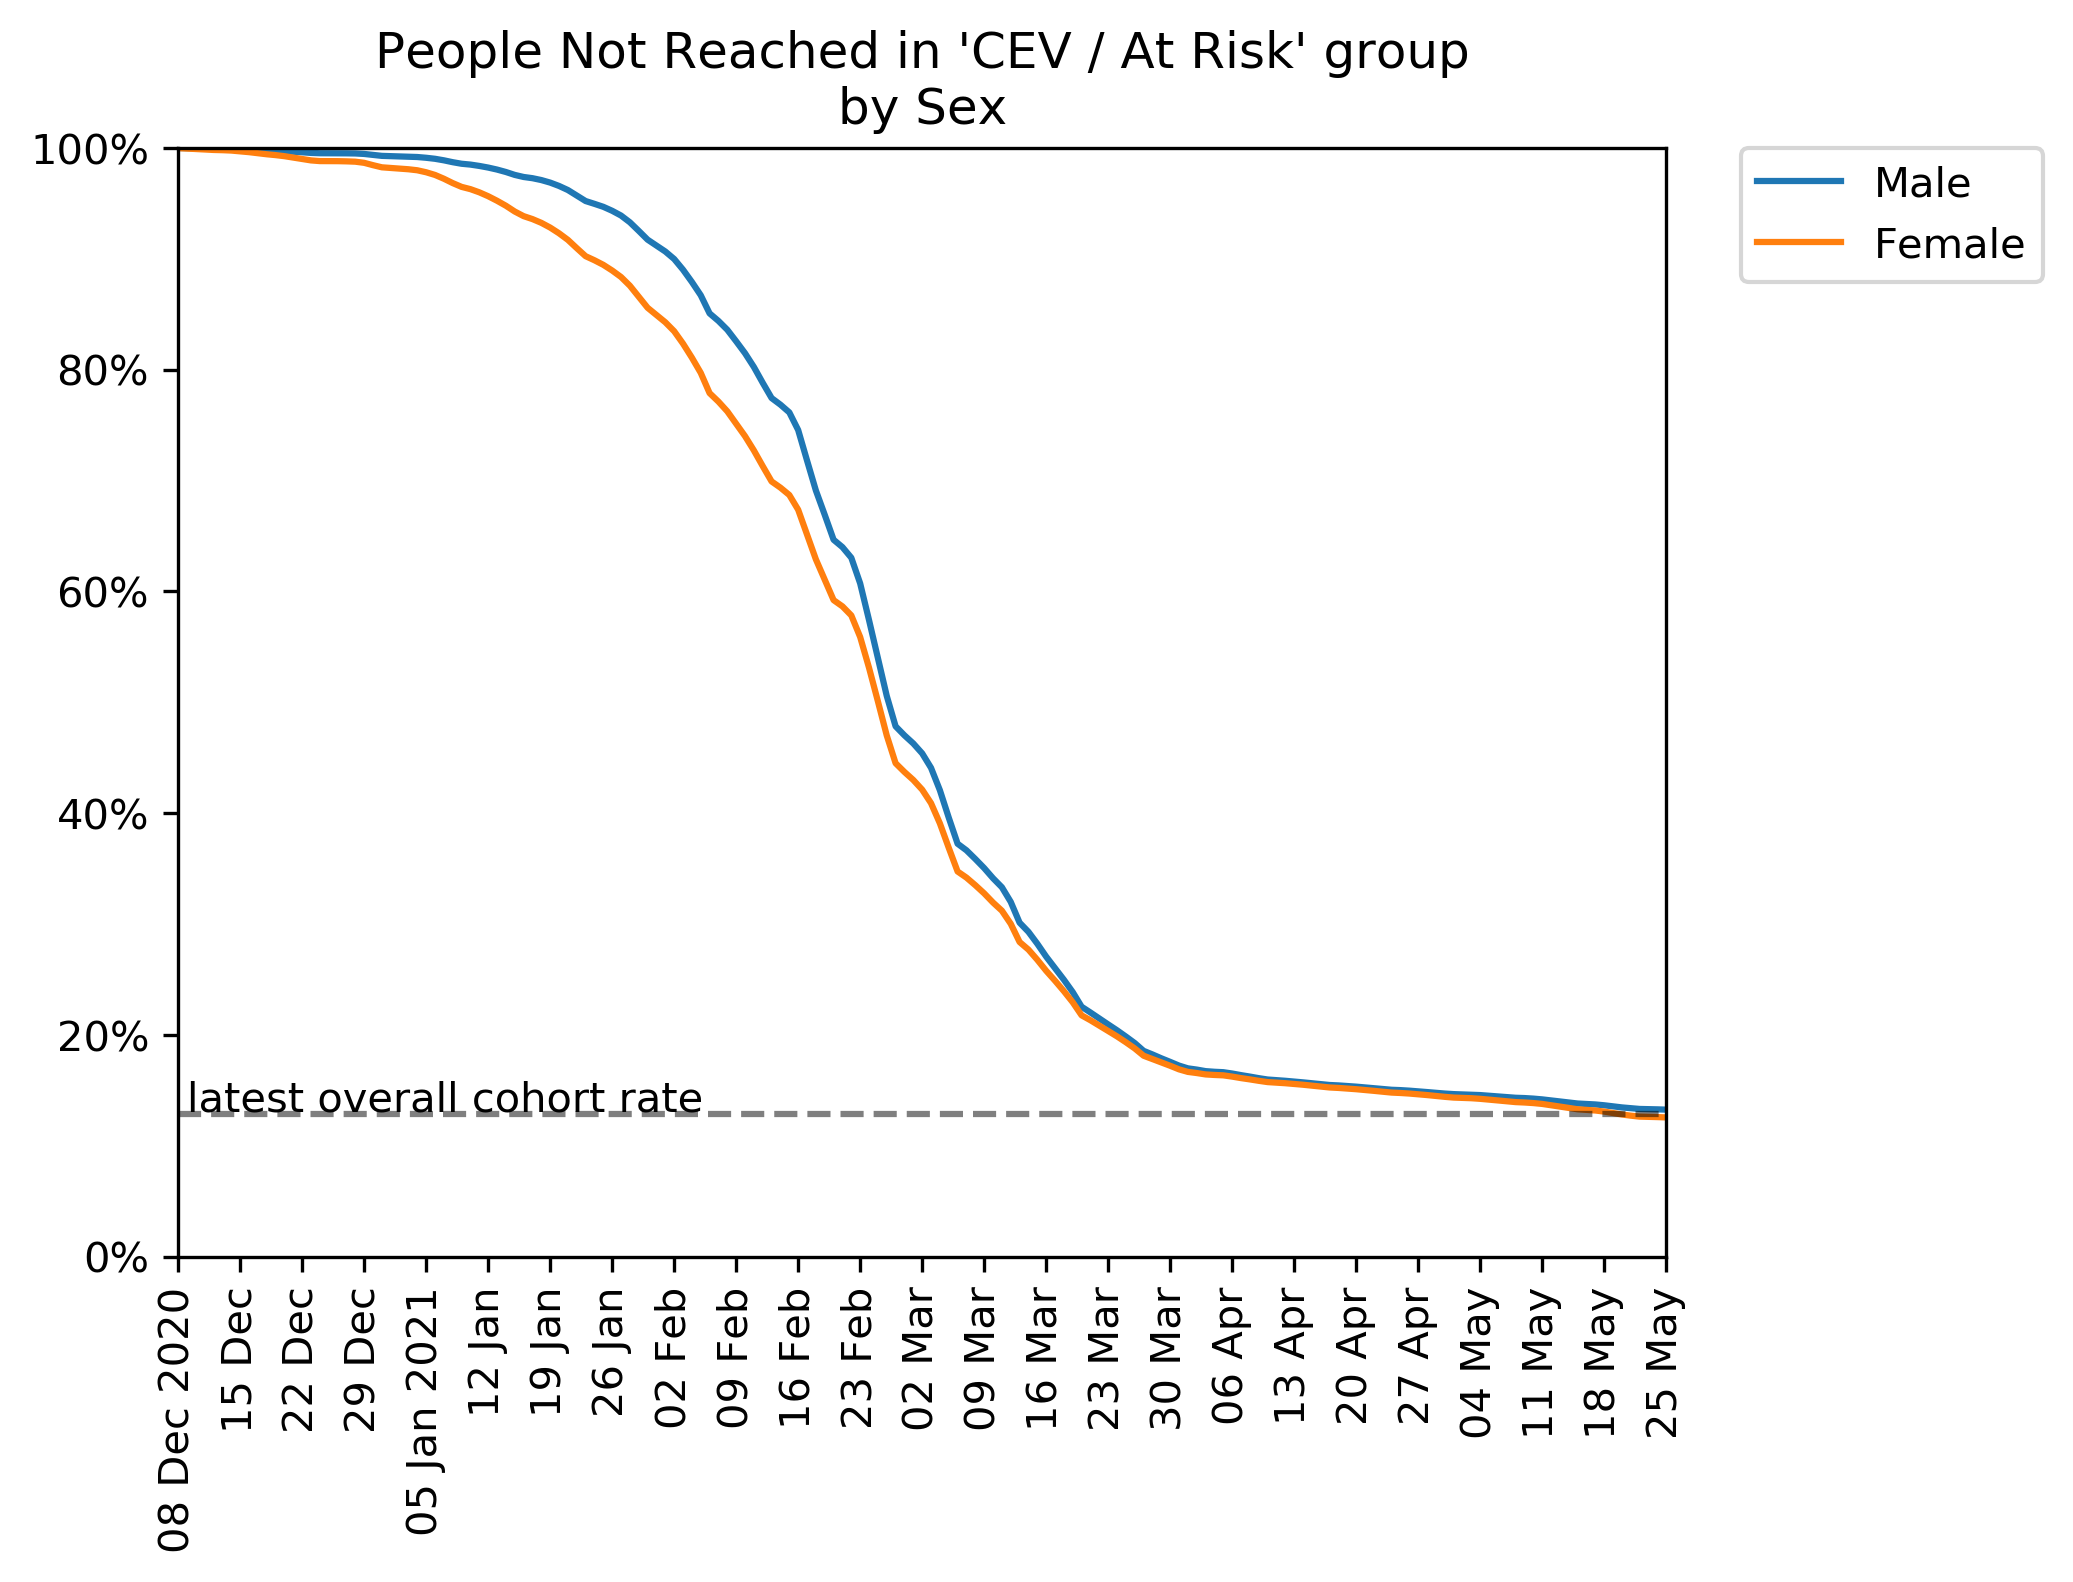 People Not Reached in 'CEV / At Risk' group
by Sex
100%
80%
60%
40%
20%
0%
latest overall cohort rate
Male
Female
08 Dec 2020
15 Dec
22 Dec
29 Dec
05 Jan 2021
12 Jan
19 Jan
26 Jan
02 Feb
09 Feb
16 Feb
23 Feb
02 Mar
09 Mar
16 Mar
23 Mar
30 Mar
06 Apr
13 Apr
20 Apr
27 Apr
04 May
11 May
18 May
25 May